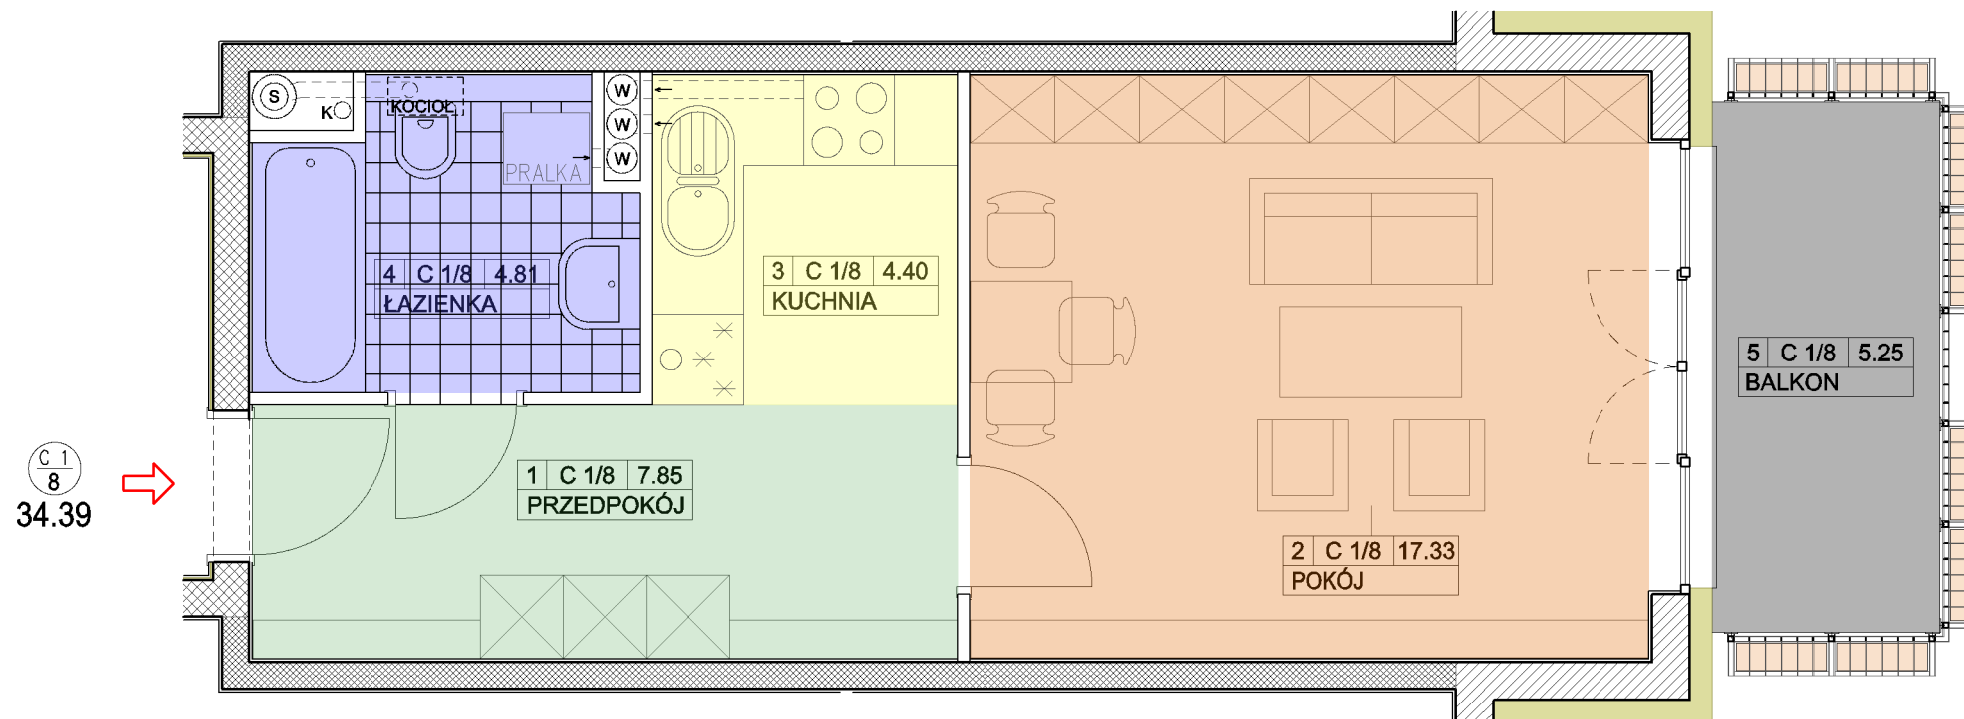 S
K
KOCIOŁ
PRALKA
W
W
W
4 C 1/8 4.81
ŁAZIENKA
3 C 1/8 4.40
KUCHNIA
5 C 1/8 5.25
BALKON
C 1
8
34.39
1 C 1/8 7.85
PRZEDPOKÓJ
2 C 1/8 17.33
POKÓJ